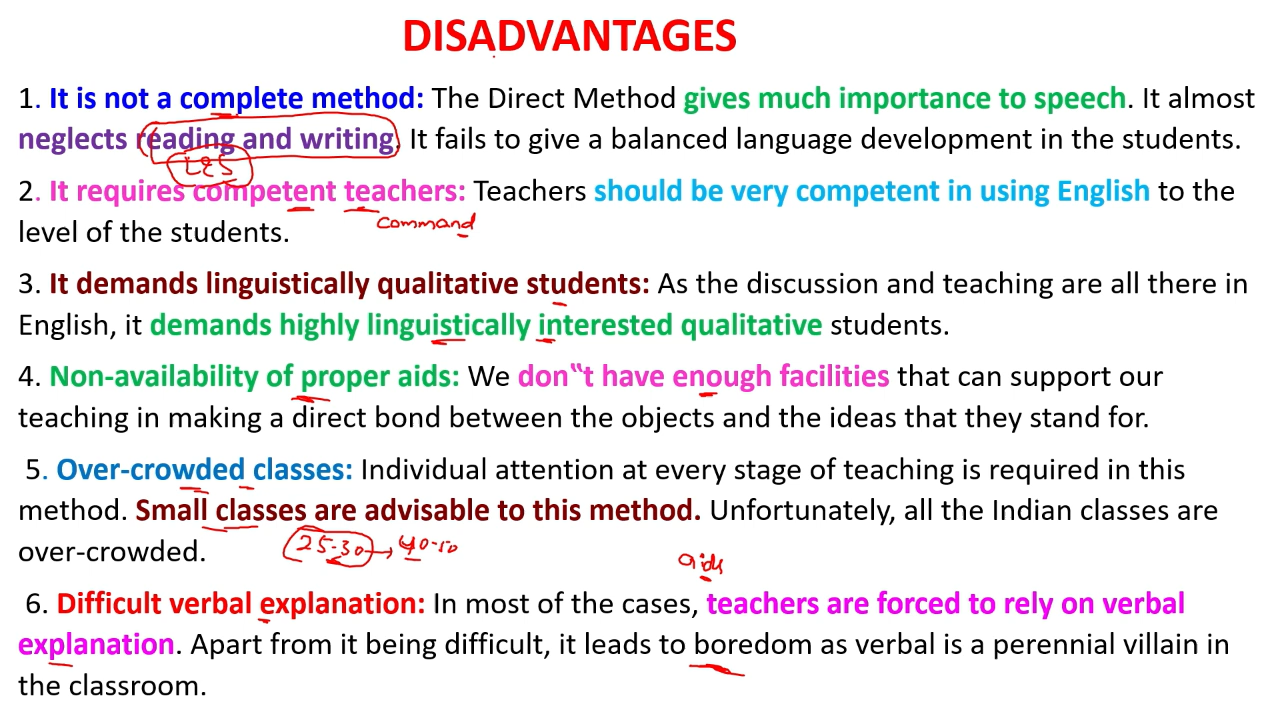 DISADVANTAGES
1. It is not a complete method: The Direct Method gives much importance to speech. It almost
neglects reading and writing. It fails to give a balanced language development in the students.
L&S
2. It requires competent teachers: Teachers should be very competent in using English to the
command
level of the students.
3. It demands linguistically qualitative students: As the discussion and teaching are all there in
English, it demands highly linguistically interested qualitative students.
4. Non-availability of proper aids: We don‟t have enough facilities that can support our
teaching in making a direct bond between the objects and the ideas that they stand for.
5. Over-crowded classes: Individual attention at every stage of teaching is required in this
method. Small classes are advisable to this method. Unfortunately, all the Indian classes are
over-crowded.
25-30 → 40-50
aids
6. Difficult verbal explanation: In most of the cases, teachers are forced to rely on verbal
explanation. Apart from it being difficult, it leads to boredom as verbal is a perennial villain in
the classroom.